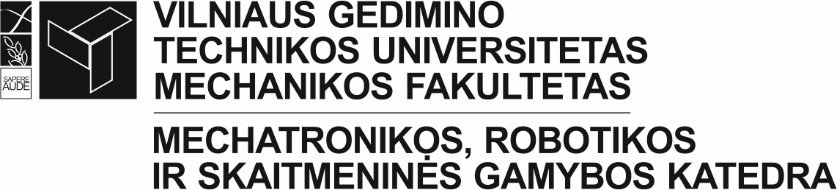 VILNIAUS GEDIMINO
TECHNIKOS UNIVERSITETAS
MECHANIKOS FAKULTETAS
MECHATRONIKOS, ROBOTIKOS
IR SKAITMENINĖS GAMYBOS KATEDRA
SAPERE
AUDE